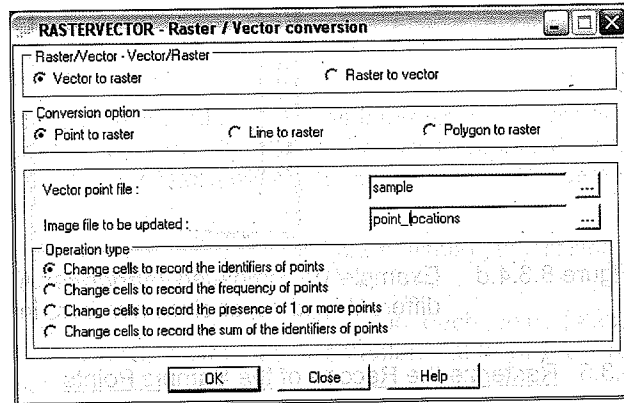 RASTERVECTOR - Raster / Vector conversion
Raster/Vector - Vector/Raster
Vector to raster
Raster to vector
Conversion option
Point to raster
Line to raster
Polygon to raster
Vector point file :
sample
...
Image file to be updated :
point_locations
...
Operation type
Change cells to record the identifiers of points
Change cells to record the frequency of points
Change cells to record the presence of 1 or more points
Change cells to record the sum of the identifiers of points
OK
Close
Help